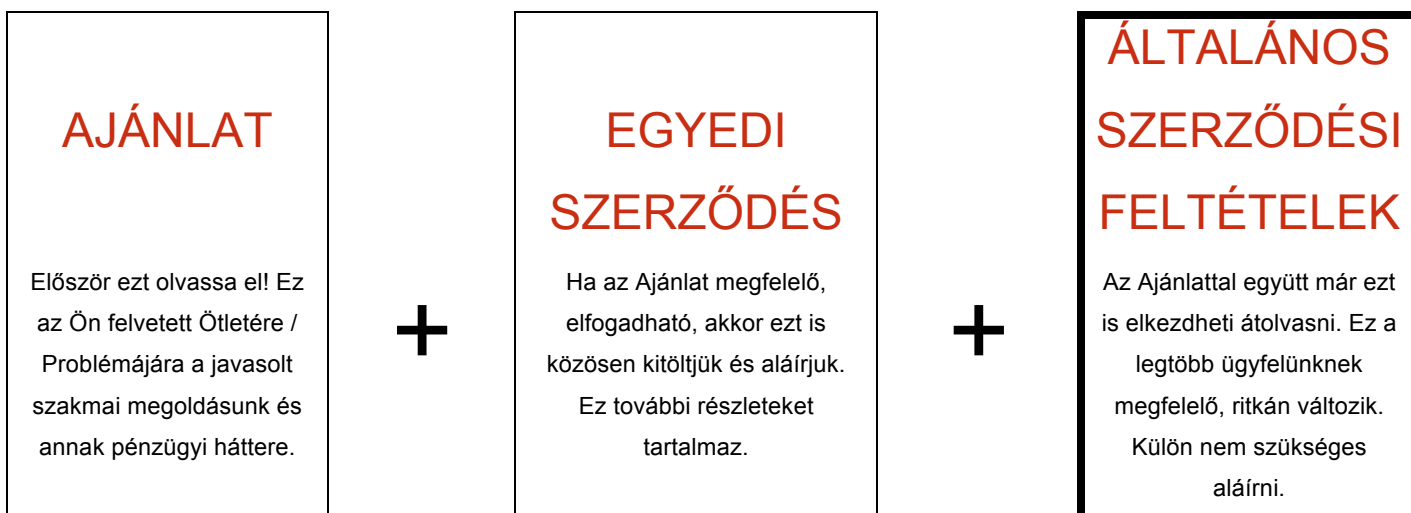 AJÁNLAT
Először ezt olvassa el! Ez
az Ön felvetett Ötletére /
Problémájára a javasolt
szakmai megoldásunk és
annak pénzügyi háttere.
+
EGYEDI
SZERZŐDÉS
Ha az Ajánlat megfelelő,
elfogadható, akkor ezt is
közösen kitöltjük és aláírjuk.
Ez további részleteket
tartalmaz.
+
ÁLTALÁNOS
SZERZŐDÉSI
FELTÉTELEK
Az Ajánlattal együtt már ezt
is elkezdheti átolvasni. Ez a
legtöbb ügyfelünknek
megfelelő, ritkán változik.
Külön nem szükséges
aláírni.